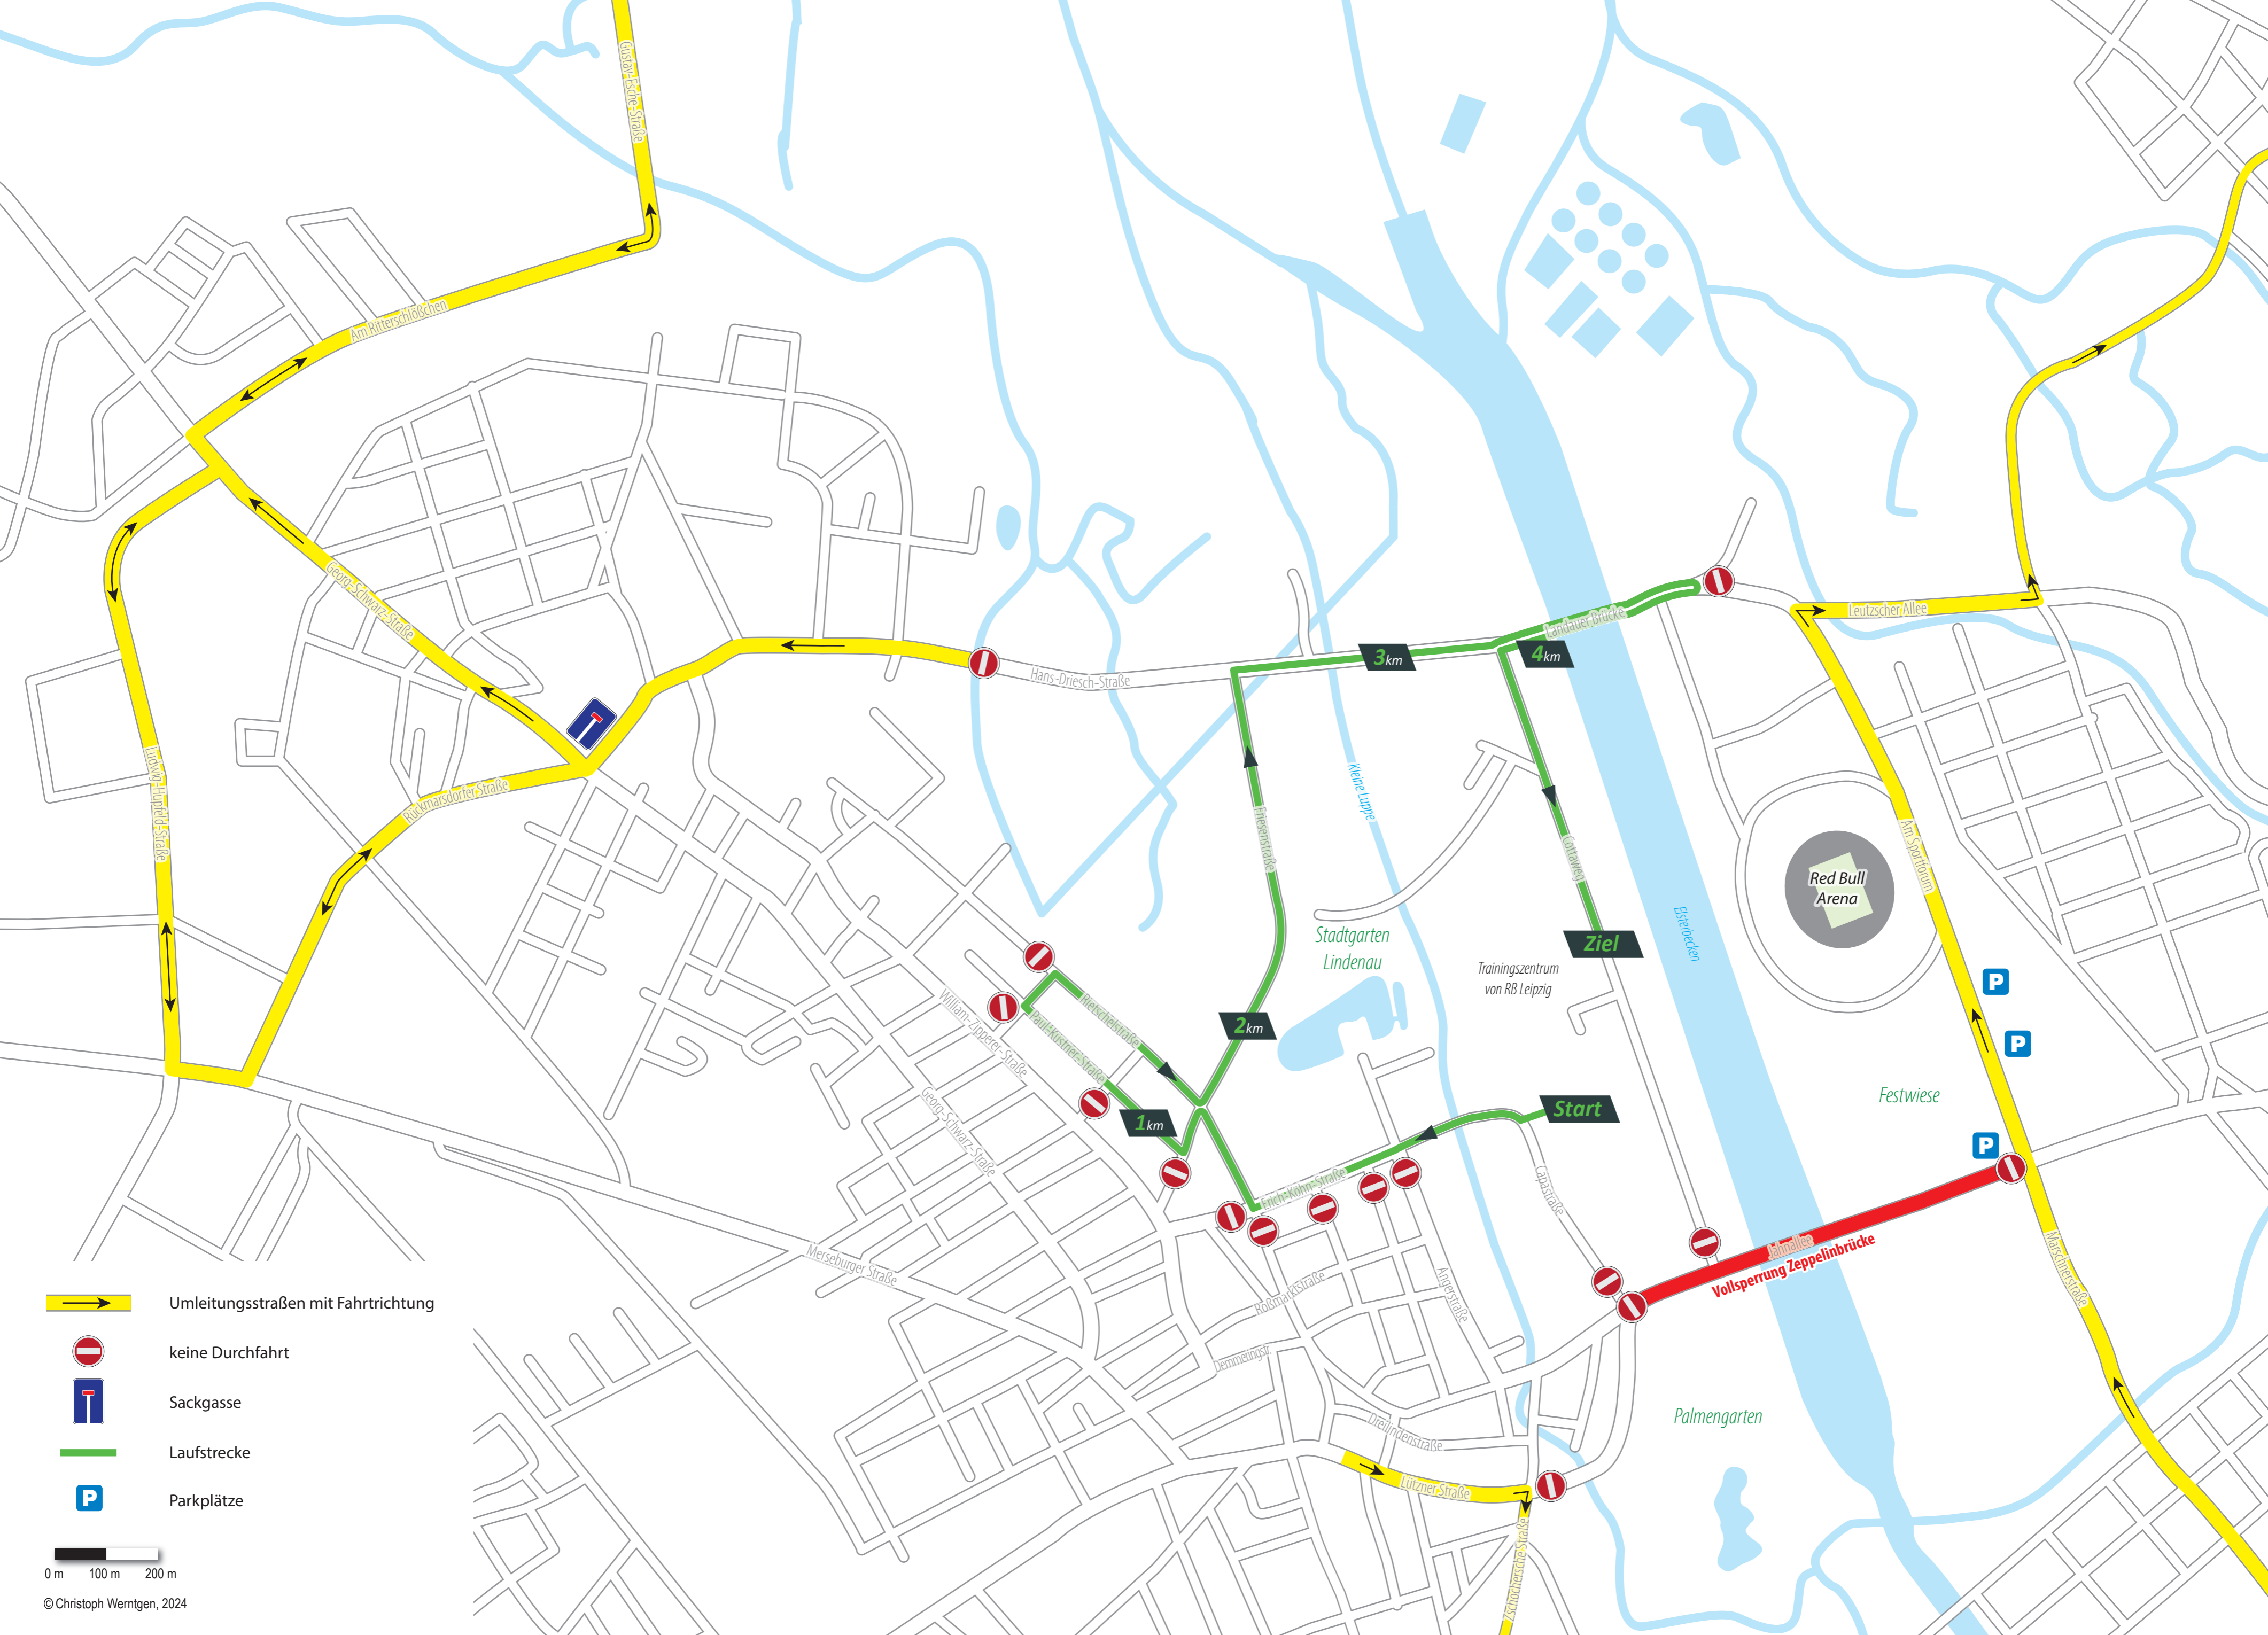 Gustav-Esche-Straße
Am Ritterschlößchen
Georg-Schwarz-Straße
Ludwig-Hupfeld-Straße
Rückmarsdorfer Straße
Hans-Driesch-Straße
3km
4km
Landauer Brücke
Leutzscher Allee
Kleine Luppe
Friesenstraße
Cottaweg
Am Sportforum
Red Bull
Arena
Elsterbecken
Stadtgarten
Lindenau
Ziel
Trainingszentrum
von RB Leipzig
P
P
P
Festwiese
William-Zipperer-Straße
Rietschelstraße
Paul-Küstner-Straße
2km
1km
Start
Georg-Schwarz-Straße
Erich-Köhn-Straße
Capastraße
Merseburger Straße
Jahnallee
Vollsperrung Zeppelinbrücke
Marschnerstraße
Roßmarktstraße
Angerstraße
Demmeringstr.
Dreilindenstraße
Palmengarten
Lützner Straße
Zschochersche Straße
Umleitungsstraßen mit Fahrtrichtung
keine Durchfahrt
Sackgasse
Laufstrecke
P Parkplätze
0 m 100 m 200 m
© Christoph Werntgen, 2024